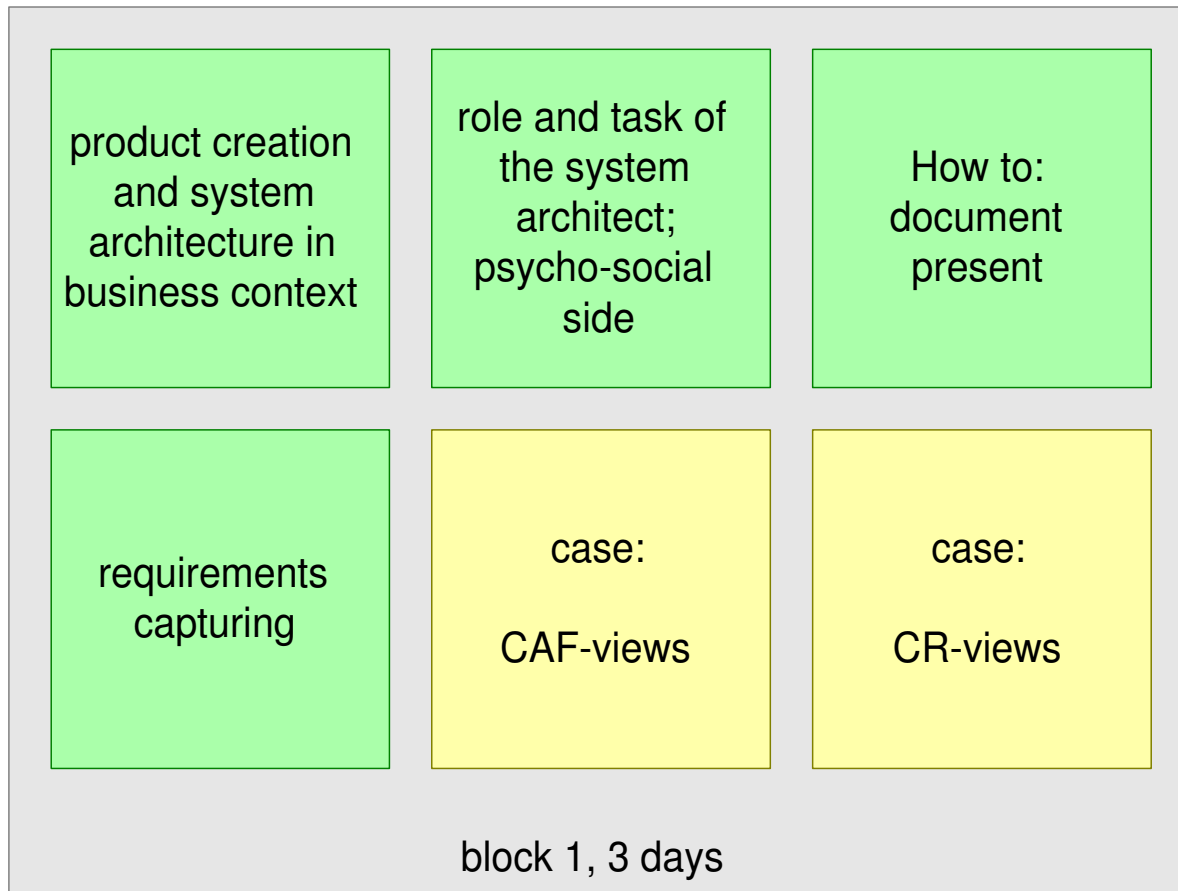 product creation
and system
architecture in
business context
role and task of
the system
architect;
psycho-social
side
How to:
document
present
requirements
capturing
case:
CAF-views
case:
CR-views
block 1, 3 days